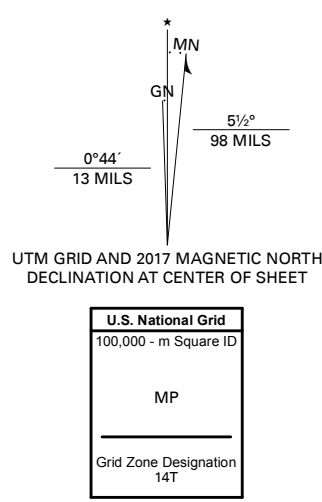 ★
MN
GN
5½°
98 MILS
0°44´
13 MILS
UTM GRID AND 2017 MAGNETIC NORTH
DECLINATION AT CENTER OF SHEET
U.S. National Grid
100,000 - m Square ID
MP
Grid Zone Designation
14T